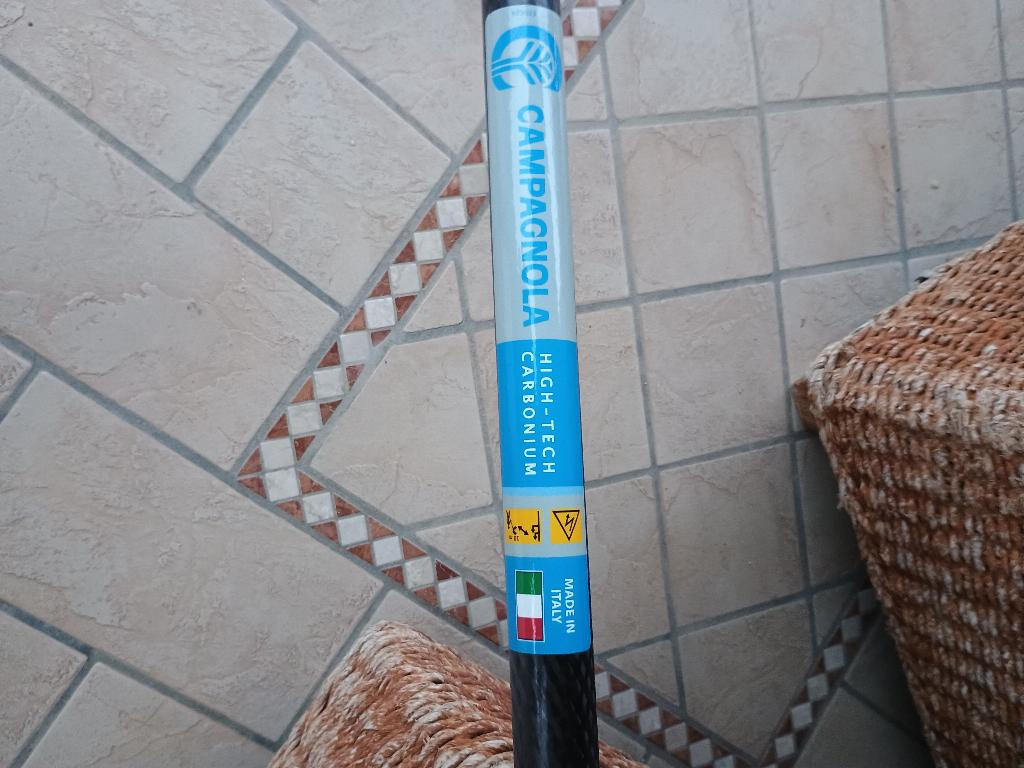 CAMPAGNOLA
HIGH-TECH
CARBONIUM
MADE IN
ITALY